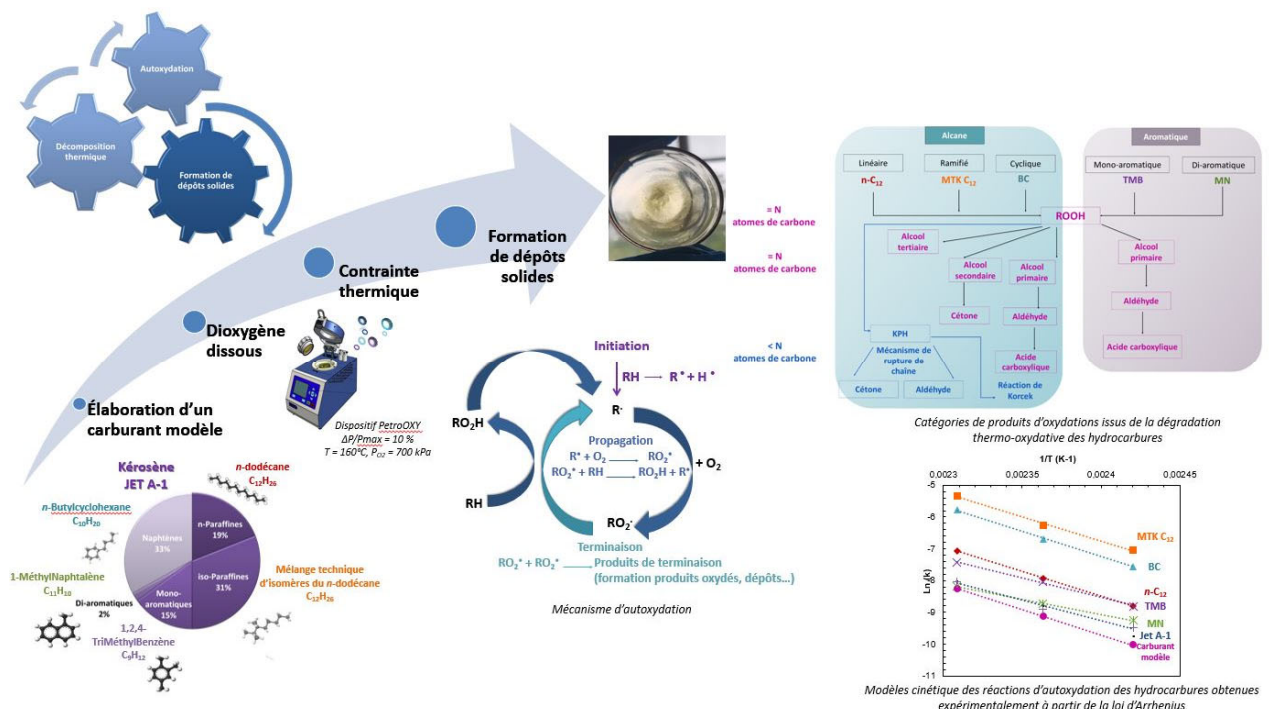 Autoxydation
Décomposition
thermique
Formation de
dépôts solides
Formation
de dépôts
solides
Contrainte
thermique
Dioxygène
dissous
Élaboration d'un
carburant modèle
Dispositif PetroOXY
ΔP/Pmax = 10 %
T = 160°C, P_O2 = 700 kPa
Kérosène
JET A-1
n-dodécane
C12H26
n-Butylcyclohexane
C10H20
Naphtènes
33%
n-Paraffines
19%
iso-Paraffines
31%
Mono-
aromatiques
15%
Di-aromatiques
2%
1-MéthylNaphtalène
C11H10
1,2,4-
TriMéthylBenzène
C9H12
Mélange technique
d'isomères du n-dodécane
C12H26
Initiation
RH → R• + H •
R·
RO2H
RH
Propagation
R• + O2 → RO2•
RO2• + RH → RO2H + R•
+ O2
RO2·
Terminaison
RO2• + RO2• → Produits de terminaison
(formation produits oxydés, dépôts...)
Mécanisme d'autoxydation
= N
atomes de carbone
= N
atomes de carbone
< N
atomes de carbone
Alcane
Linéaire
n-C12
Ramifié
MTK C12
Cyclique
BC
Aromatique
Mono-aromatique
TMB
Di-aromatique
MN
ROOH
Alcool
tertiaire
Alcool
secondaire
Alcool
primaire
Cétone
Aldéhyde
Acide
carboxylique
Alcool
primaire
Aldéhyde
Acide carboxylique
KPH
Mécanisme de
rupture de
chaîne
Cétone
Aldéhyde
Réaction de
Korcek
Catégories de produits d'oxydations issus de la dégradation
thermo-oxydative des hydrocarbures
1/T (K-1)
0,0023 0,00235 0,0024 0,00245
-5
-6
-7
-8
-9
-10
-11
Ln (k)
MTK C12
BC
n-C12
TMB
MN
Jet A-1
Carburant
modèle
Modèles cinétique des réactions d'autoxydation des hydrocarbures obtenues
expérimentalement à partir de la loi d'Arrhenius